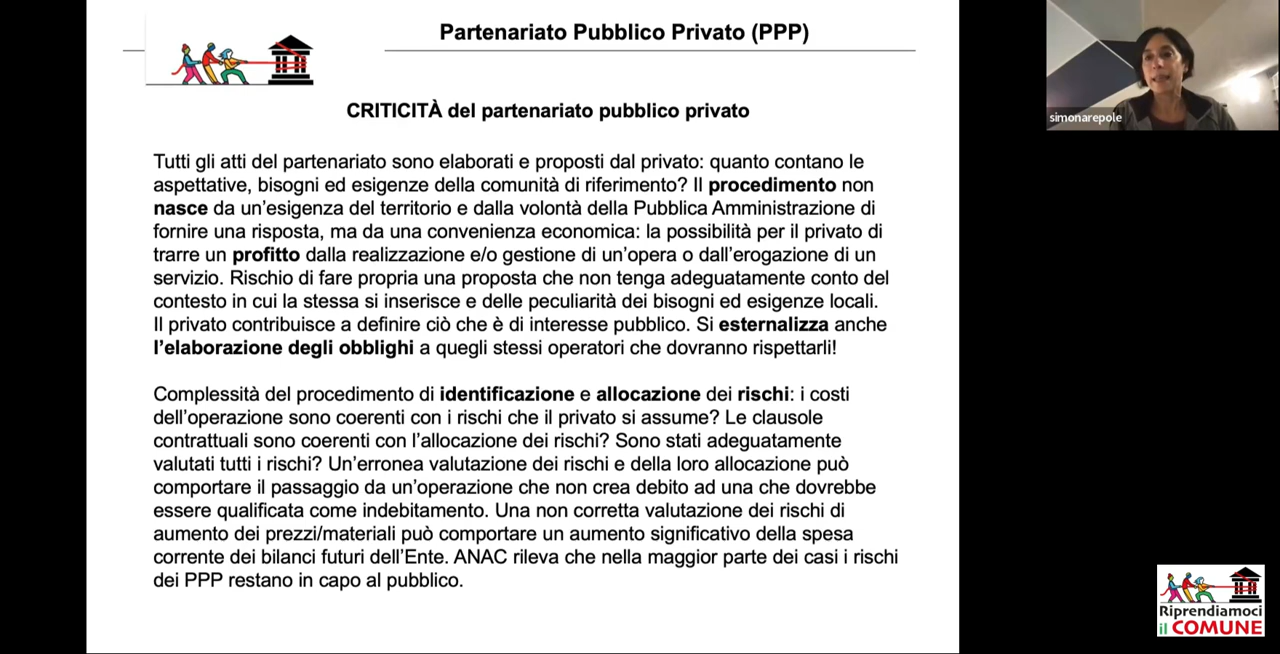 Partenariato Pubblico Privato (PPP)
CRITICITÀ del partenariato pubblico privato
Tutti gli atti del partenariato sono elaborati e proposti dal privato: quanto contano le
aspettative, bisogni ed esigenze della comunità di riferimento? Il procedimento non
nasce da un’esigenza del territorio e dalla volontà della Pubblica Amministrazione di
fornire una risposta, ma da una convenienza economica: la possibilità per il privato di
trarre un profitto dalla realizzazione e/o gestione di un’opera o dall’erogazione di un
servizio. Rischio di fare propria una proposta che non tenga adeguatamente conto del
contesto in cui la stessa si inserisce e delle peculiarità dei bisogni ed esigenze locali.
Il privato contribuisce a definire ciò che è di interesse pubblico. Si esternalizza anche
l’elaborazione degli obblighi a quegli stessi operatori che dovranno rispettarli!
Complessità del procedimento di identificazione e allocazione dei rischi: i costi
dell’operazione sono coerenti con i rischi che il privato si assume? Le clausole
contrattuali sono coerenti con l’allocazione dei rischi? Sono stati adeguatamente
valutati tutti i rischi? Un’erronea valutazione dei rischi e della loro allocazione può
comportare il passaggio da un’operazione che non crea debito ad una che dovrebbe
essere qualificata come indebitamento. Una non corretta valutazione dei rischi di
aumento dei prezzi/materiali può comportare un aumento significativo della spesa
corrente dei bilanci futuri dell’Ente. ANAC rileva che nella maggior parte dei casi i rischi
dei PPP restano in capo al pubblico.
simonarepole
Riprendiamoci
il COMUNE